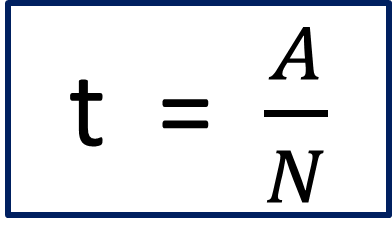 t = A/N